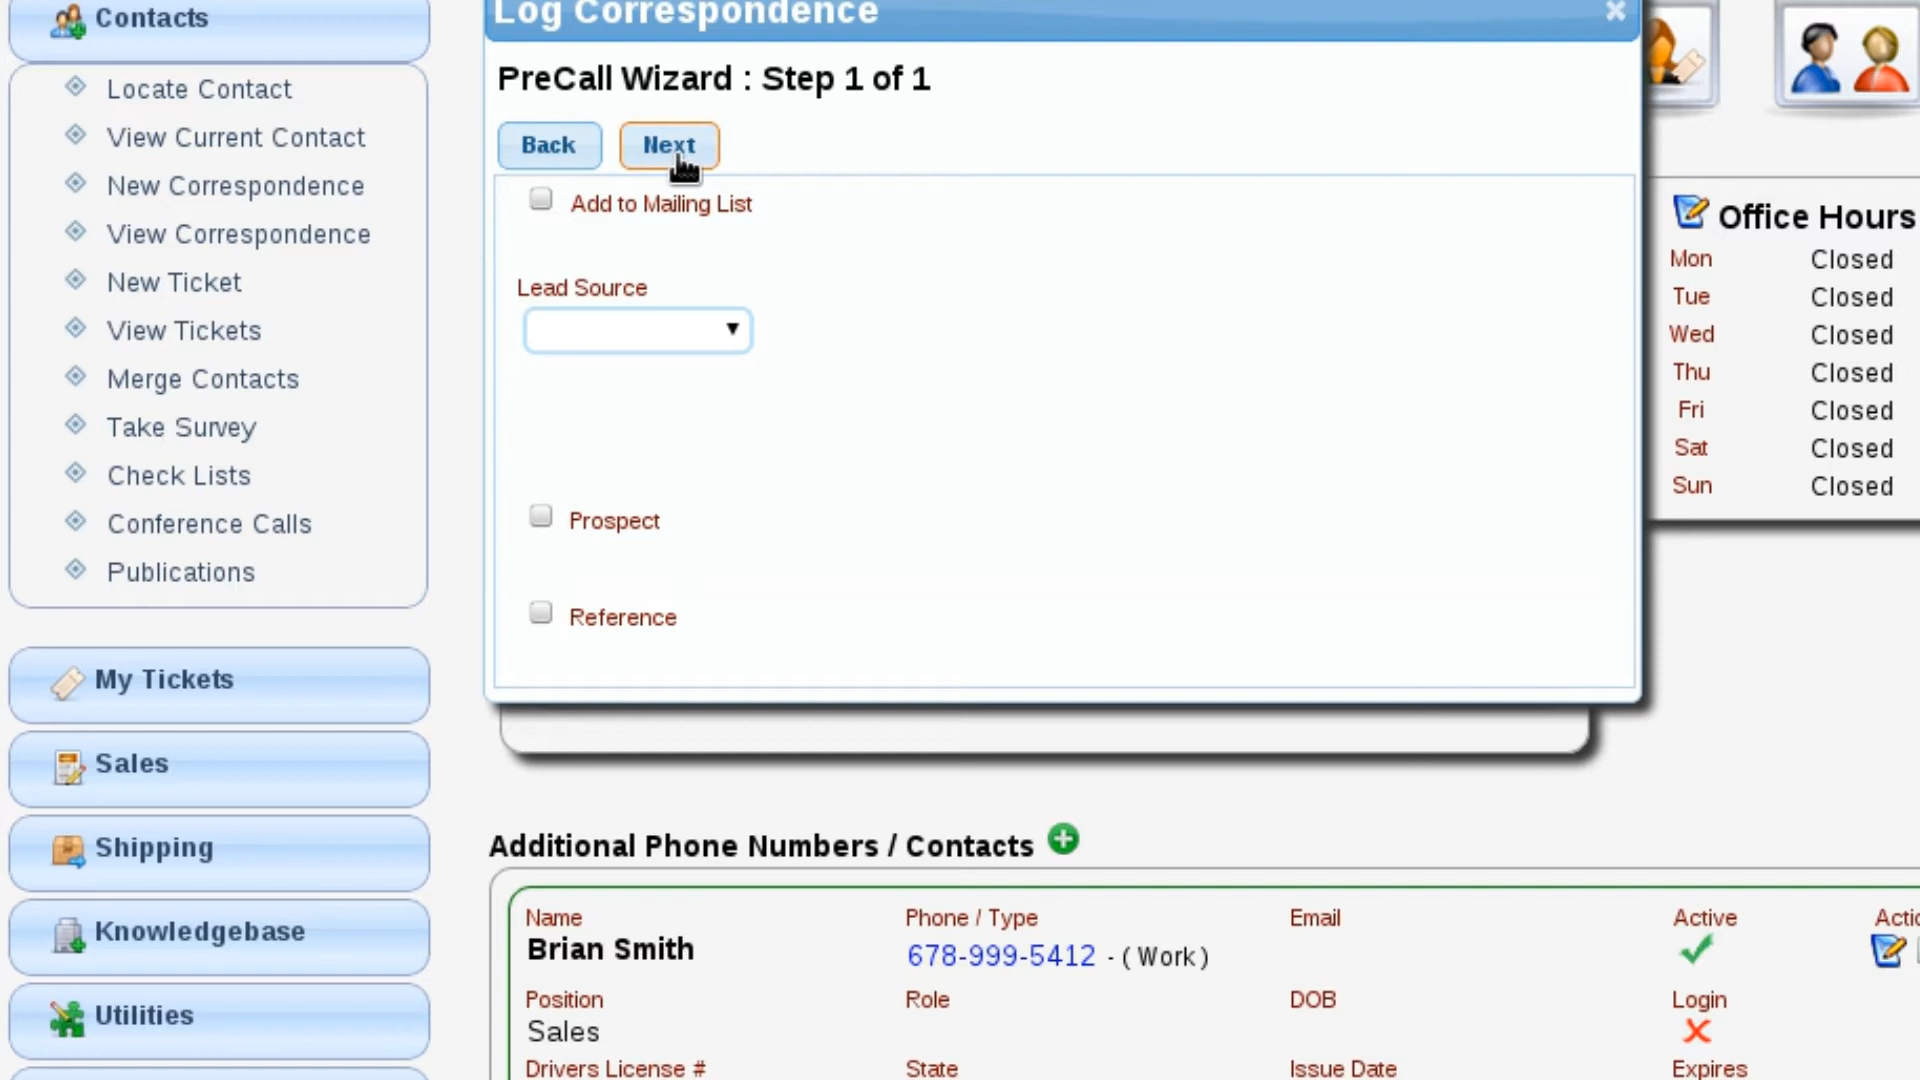 Contacts
Locate Contact
View Current Contact
New Correspondence
View Correspondence
New Ticket
View Tickets
Merge Contacts
Take Survey
Check Lists
Conference Calls
Publications
My Tickets
Sales
Shipping
Knowledgebase
Utilities
Log Correspondence
PreCall Wizard : Step 1 of 1
Back Next
Add to Mailing List
Lead Source
Prospect
Reference
Office Hours
Mon Closed
Tue Closed
Wed Closed
Thu Closed
Fri Closed
Sat Closed
Sun Closed
Additional Phone Numbers / Contacts
Name Phone / Type Email Active
Brian Smith 678-999-5412 - ( Work )
Position Role DOB Login
Sales
Drivers License # State Issue Date Expires